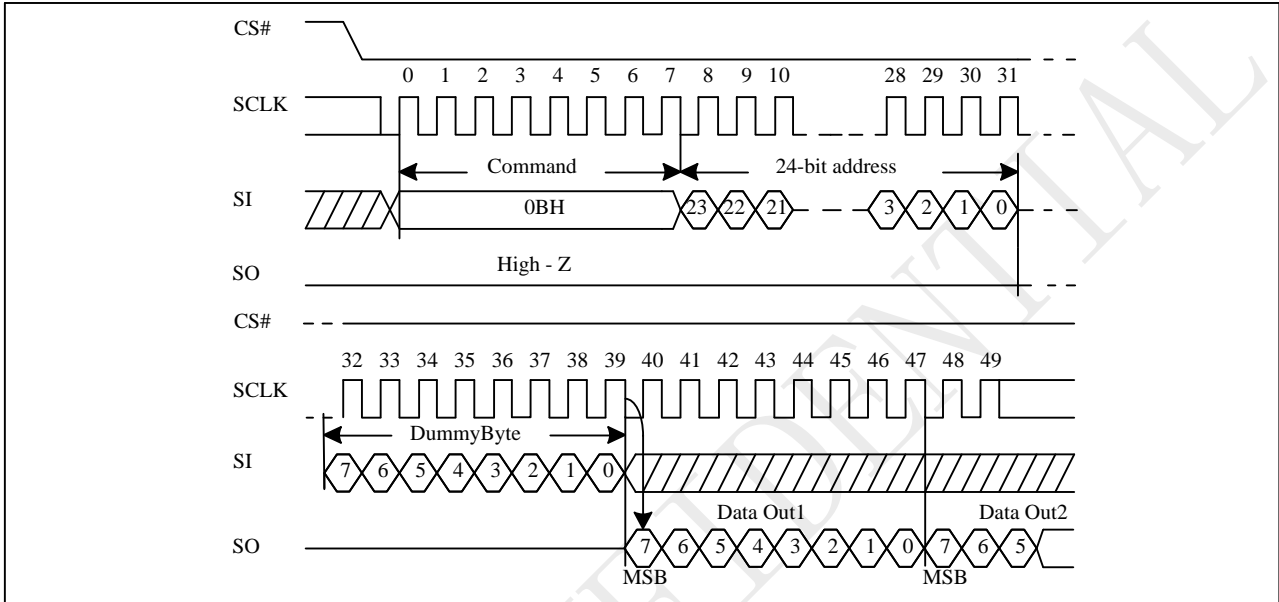 CS#
0 1 2 3 4 5 6 7 8 9 10 28 29 30 31
SCLK
Command 24-bit address
SI 0BH 23 22 21 3 2 1 0
High - Z
SO
CS#
32 33 34 35 36 37 38 39 40 41 42 43 44 45 46 47 48 49
SCLK
DummyByte
SI 7 6 5 4 3 2 1 0
Data Out1 Data Out2
SO 7 6 5 4 3 2 1 0 7 6 5
MSB MSB